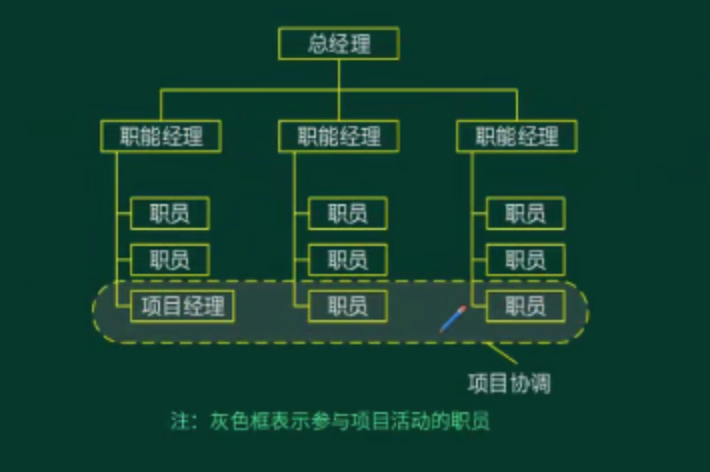 总经理
职能经理 职能经理 职能经理
职员 职员 职员
职员 职员 职员
项目经理 职员 职员
项目协调
注：灰色框表示参与项目活动的职员